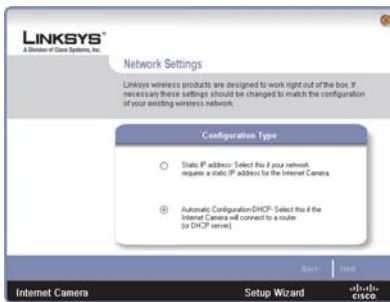 LINKSYS®
A Division of Cisco Systems, Inc.
Network Settings
Linksys wireless products are designed to work right out of the box. If
necessary these settings should be changed to match the configuration
of your existing wireless network.
Configuration Type
Static IP address- Select this if your network
requires a static IP address for the Internet Camera.
Automatic Configuration-DHCP- Select this if the
Internet Camera will connect to a router
(or DHCP server).
Back Next
Internet Camera Setup Wizard CISCO